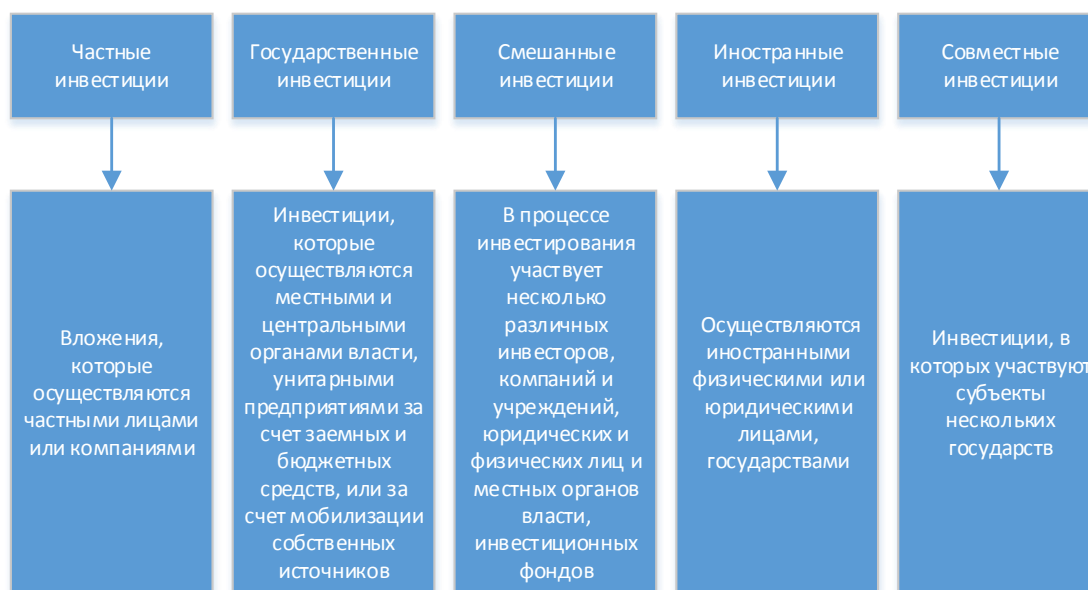 Частные
инвестиции
Государственные
инвестиции
Смешанные
инвестиции
Иностранные
инвестиции
Совместные
инвестиции
Вложения,
которые
осуществляются
частными лицами
или компаниями
Инвестиции,
которые
осуществляются
местными и
центральными
органами власти,
унитарными
предприятиями за
счет заемных и
бюджетных
средств, или за
счет мобилизации
собственных
источников
В процессе
инвестирования
участвует
несколько
различных
инвесторов,
компаний и
учреждений,
юридических и
физических лиц и
местных органов
власти,
инвестиционных
фондов
Осуществляются
иностранными
физическими или
юридическими
лицами,
государствами
Инвестиции, в
которых участвуют
субъекты
нескольких
государств